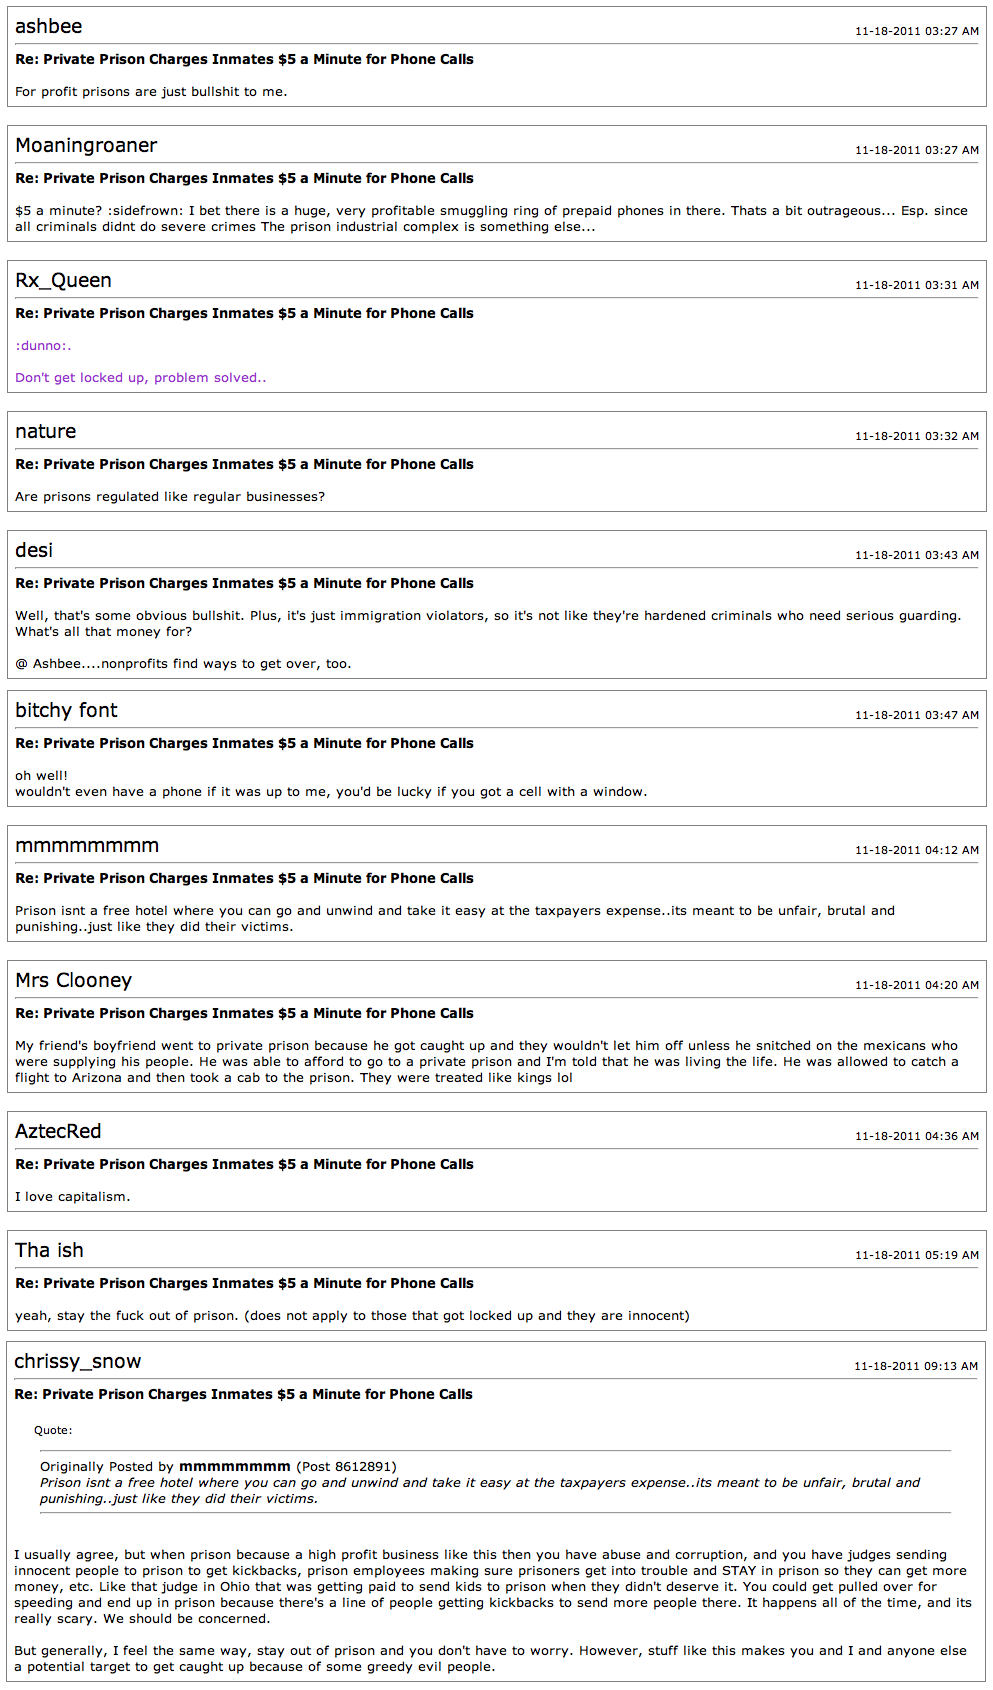 ashbee
11-18-2011 03:27 AM
Re: Private Prison Charges Inmates $5 a Minute for Phone Calls
For profit prisons are just bullshit to me.
Moaningroaner
11-18-2011 03:27 AM
Re: Private Prison Charges Inmates $5 a Minute for Phone Calls
$5 a minute? :sidefrown: I bet there is a huge, very profitable smuggling ring of prepaid phones in there. Thats a bit outrageous... Esp. since
all criminals didnt do severe crimes The prison industrial complex is something else...
Rx_Queen
11-18-2011 03:31 AM
Re: Private Prison Charges Inmates $5 a Minute for Phone Calls
:dunno:.
Don't get locked up, problem solved..
nature
11-18-2011 03:32 AM
Re: Private Prison Charges Inmates $5 a Minute for Phone Calls
Are prisons regulated like regular businesses?
desi
11-18-2011 03:43 AM
Re: Private Prison Charges Inmates $5 a Minute for Phone Calls
Well, that's some obvious bullshit. Plus, it's just immigration violators, so it's not like they're hardened criminals who need serious guarding.
What's all that money for?
@ Ashbee....nonprofits find ways to get over, too.
bitchy font
11-18-2011 03:47 AM
Re: Private Prison Charges Inmates $5 a Minute for Phone Calls
oh well!
wouldn't even have a phone if it was up to me, you'd be lucky if you got a cell with a window.
mmmmmmmm
11-18-2011 04:12 AM
Re: Private Prison Charges Inmates $5 a Minute for Phone Calls
Prison isnt a free hotel where you can go and unwind and take it easy at the taxpayers expense..its meant to be unfair, brutal and
punishing..just like they did their victims.
Mrs Clooney
11-18-2011 04:20 AM
Re: Private Prison Charges Inmates $5 a Minute for Phone Calls
My friend's boyfriend went to private prison because he got caught up and they wouldn't let him off unless he snitched on the mexicans who
were supplying his people. He was able to afford to go to a private prison and I'm told that he was living the life. He was allowed to catch a
flight to Arizona and then took a cab to the prison. They were treated like kings lol
AztecRed
11-18-2011 04:36 AM
Re: Private Prison Charges Inmates $5 a Minute for Phone Calls
I love capitalism.
Tha ish
11-18-2011 05:19 AM
Re: Private Prison Charges Inmates $5 a Minute for Phone Calls
yeah, stay the fuck out of prison. (does not apply to those that got locked up and they are innocent)
chrissy_snow
11-18-2011 09:13 AM
Re: Private Prison Charges Inmates $5 a Minute for Phone Calls
Quote:
Originally Posted by mmmmmmmm (Post 8612891)
Prison isnt a free hotel where you can go and unwind and take it easy at the taxpayers expense..its meant to be unfair, brutal and
punishing..just like they did their victims.
I usually agree, but when prison because a high profit business like this then you have abuse and corruption, and you have judges sending
innocent people to prison to get kickbacks, prison employees making sure prisoners get into trouble and STAY in prison so they can get more
money, etc. Like that judge in Ohio that was getting paid to send kids to prison when they didn't deserve it. You could get pulled over for
speeding and end up in prison because there's a line of people getting kickbacks to send more people there. It happens all of the time, and its
really scary. We should be concerned.
But generally, I feel the same way, stay out of prison and you don't have to worry. However, stuff like this makes you and I and anyone else
a potential target to get caught up because of some greedy evil people.